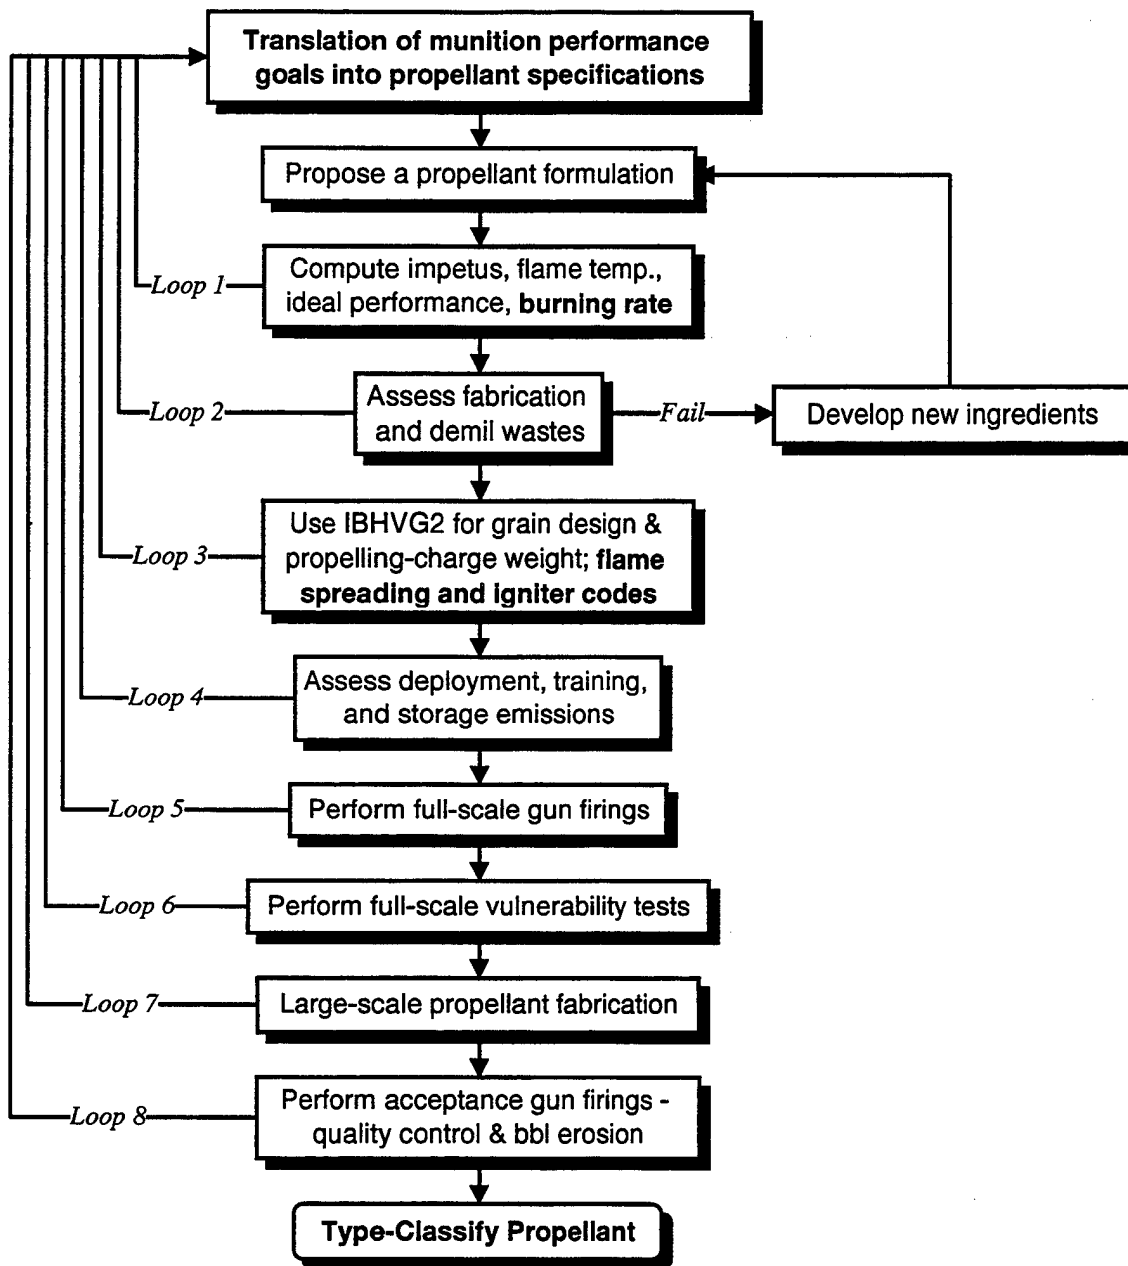 Translation of munition performance
goals into propellant specifications
Propose a propellant formulation
Compute impetus, flame temp.,
ideal performance, burning rate
Loop 1
Assess fabrication
and demil wastes
Loop 2
Fail
Develop new ingredients
Use IBHVG2 for grain design &
propelling-charge weight; flame
spreading and igniter codes
Loop 3
Assess deployment, training,
and storage emissions
Loop 4
Perform full-scale gun firings
Loop 5
Perform full-scale vulnerability tests
Loop 6
Large-scale propellant fabrication
Loop 7
Perform acceptance gun firings -
quality control & bbl erosion
Loop 8
Type-Classify Propellant